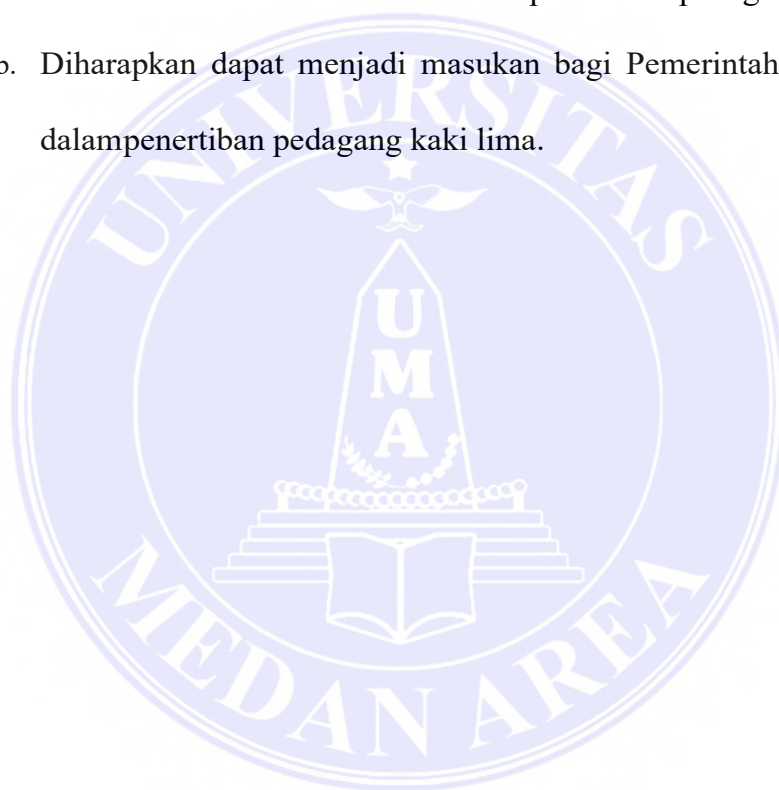 b. Diharapkan dapat menjadi masukan bagi Pemerintah
dalampenertiban pedagang kaki lima.
UNIVERSITAS
UMA
MEDAN AREA